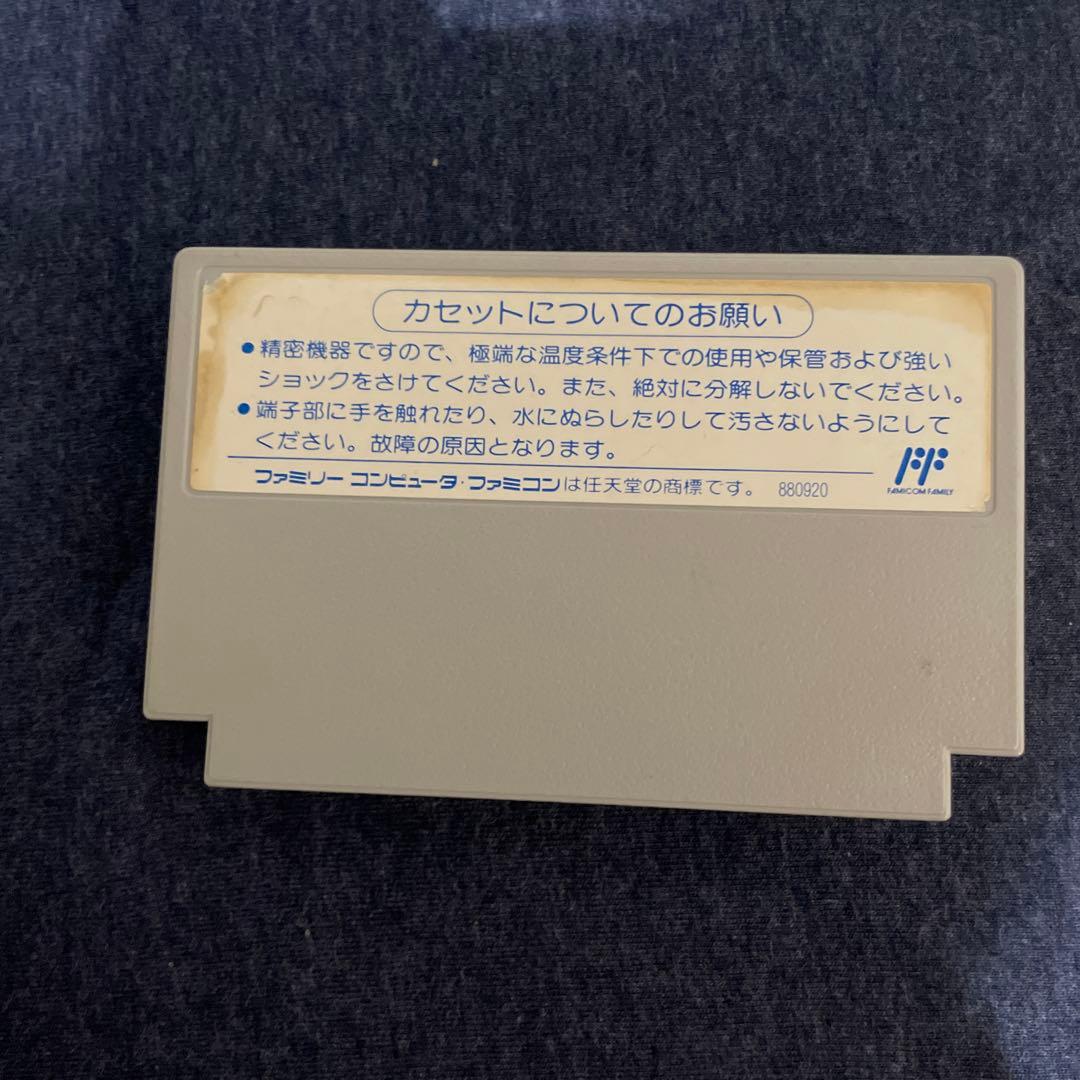 カセットについてのお願い
●精密機器ですので、極端な温度条件下での使用や保管および強い
ショックをさけてください。また、絶対に分解しないでください。
●端子部に手を触れたり、水にぬらしたりして汚さないようにして
ください。故障の原因となります。
ファミリーコンピュータ・ファミコンは任天堂の商標です。 880920
FF
FAMICOM FAMILY